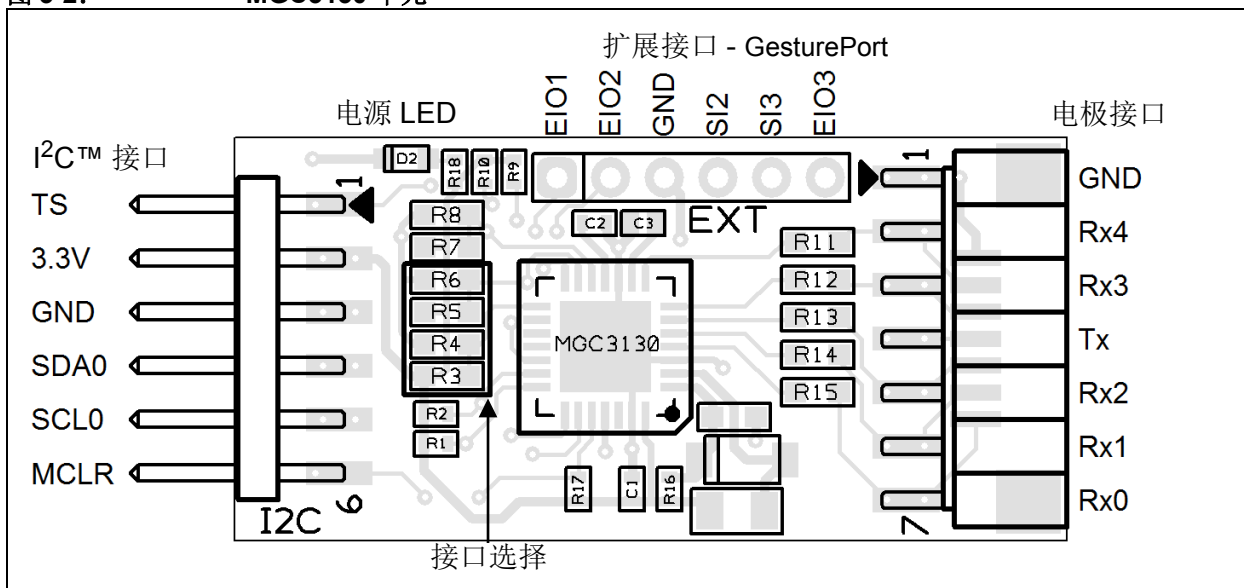 扩展接口 - GesturePort
EIO1
EIO2
GND
SI2
SI3
EIO3
电源 LED
电极接口
I²C™ 接口
TS
3.3V
GND
SDA0
SCL0
MCLR
1
6
I2C
D2
R18
R10
R9
R8
R7
R6
R5
R4
R3
R2
R1
C2
C3
EXT
MGC3130
R11
R12
R13
R14
R15
R17
C1
R16
1
7
GND
Rx4
Rx3
Tx
Rx2
Rx1
Rx0
接口选择